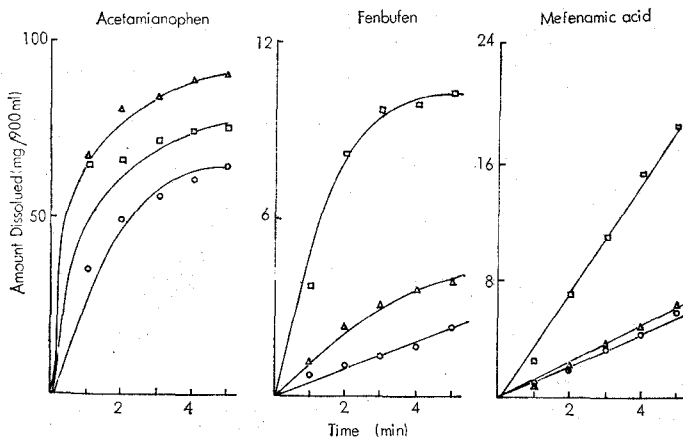 Acetamianophen
Fenbufen
Mefenamic acid
Amount Dissolued(mg/900ml)
100
50
2
4
12
6
2
4
24
16
8
2
4
Time (min)